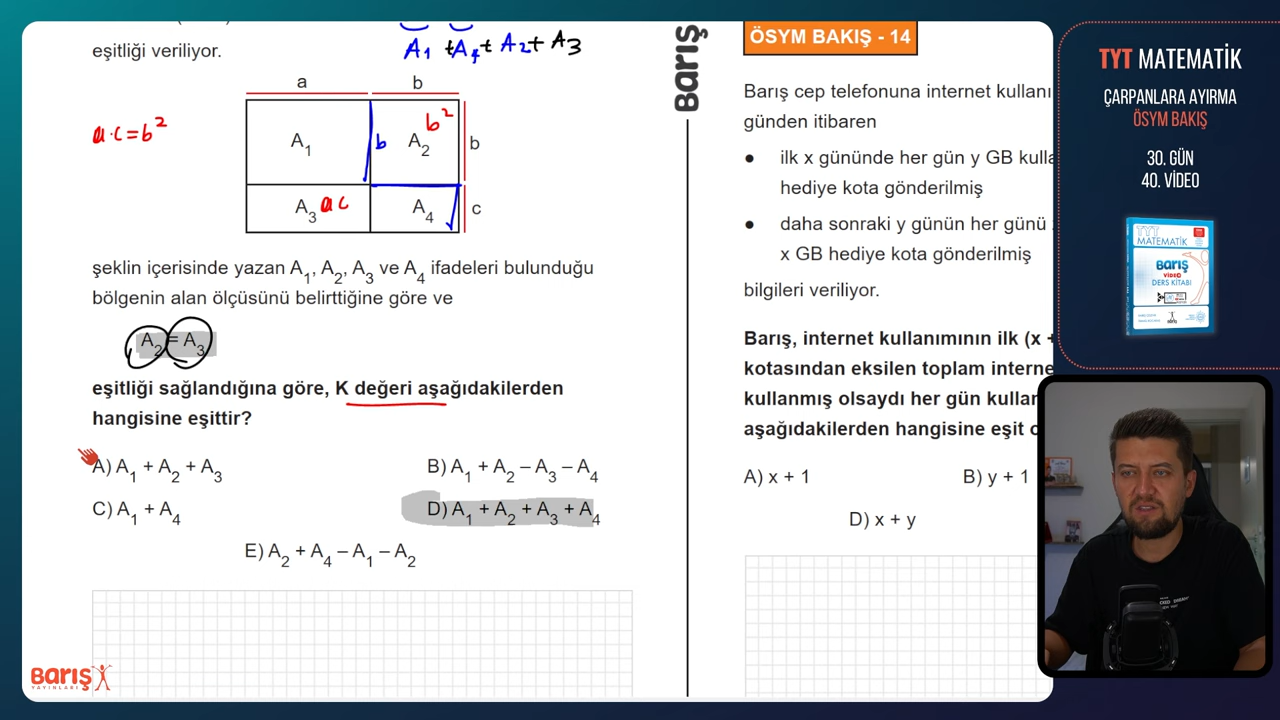 eşitliği veriliyor.
A1 + A4 + A2 + A3
a b
a·c=b²
A1 b A2 b² b
A3 ac A4 c
şeklin içerisinde yazan A1, A2, A3 ve A4 ifadeleri bulunduğu
bölgenin alan ölçüsünü belirttiğine göre ve
A2 = A3
eşitliği sağlandığına göre, K değeri aşağıdakilerden
hangisine eşittir?
A) A1 + A2 + A3 B) A1 + A2 – A3 – A4
C) A1 + A4 D) A1 + A2 + A3 + A4
E) A2 + A4 – A1 – A2
BARIŞ
YAYINLARI
Barış
ÖSYM BAKIŞ - 14
Barış cep telefonuna internet kullanı
günden itibaren
● ilk x gününde her gün y GB kulla
hediye kota gönderilmiş
● daha sonraki y günün her günü
x GB hediye kota gönderilmiş
bilgileri veriliyor.
Barış, internet kullanımının ilk (x
kotasından eksilen toplam interne
kullanmış olsaydı her gün kullan
aşağıdakilerden hangisine eşit o
A) x + 1 B) y + 1
D) x + y
TYT MATEMATİK
ÇARPANLARA AYIRMA
ÖSYM BAKIŞ
30. GÜN
40. VİDEO
TYT
MATEMATİK
BARIŞ
VİDEO
DERS KİTABI